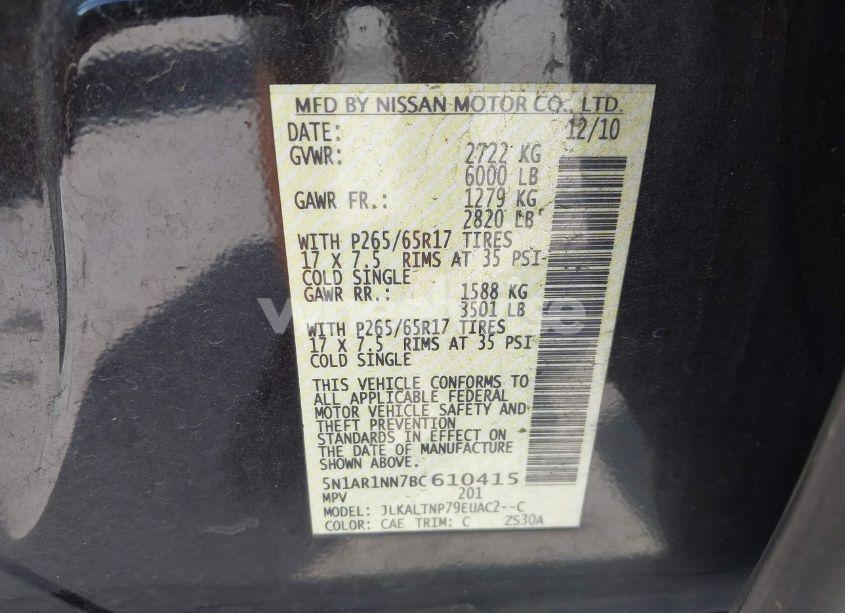 MFD BY NISSAN MOTOR CO., LTD.
DATE: 12/10
GVWR: 2722 KG
6000 LB
GAWR FR.: 1279 KG
2820 LB
WITH P265/65R17 TIRES
17 X 7.5 RIMS AT 35 PSI
COLD SINGLE
GAWR RR.: 1588 KG
3501 LB
WITH P265/65R17 TIRES
17 X 7.5 RIMS AT 35 PSI
COLD SINGLE
THIS VEHICLE CONFORMS TO
ALL APPLICABLE FEDERAL
MOTOR VEHICLE SAFETY AND
THEFT PREVENTION
STANDARDS IN EFFECT ON
THE DATE OF MANUFACTURE
SHOWN ABOVE.
5N1AR1NN7BC610415
MPV 201
MODEL: JLKALTNP79EUAC2--C
COLOR: CAE TRIM: C ZS30A